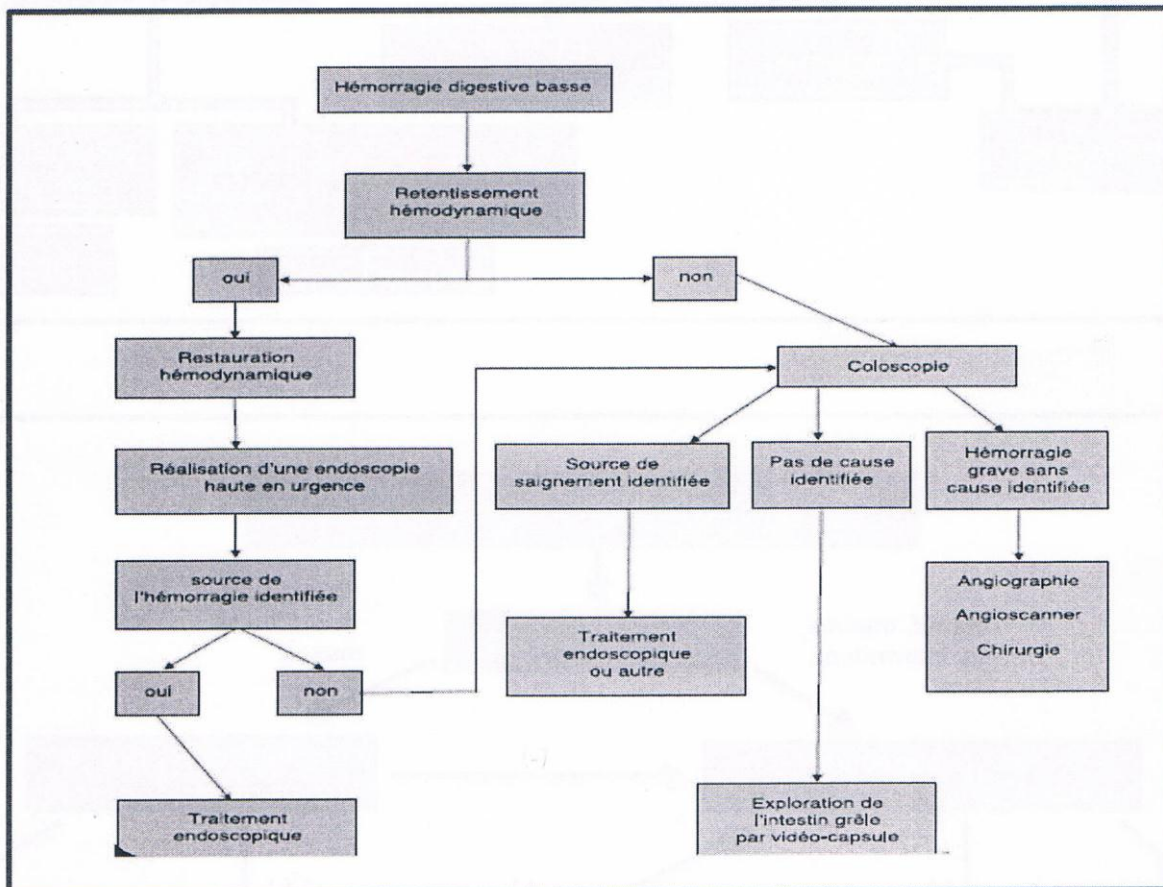 Hémorragie digestive basse
Retentissement
hémodynamique
oui
non
Restauration
hémodynamique
Coloscopie
Réalisation d'une endoscopie
haute en urgence
Source de
saignement identifiée
Pas de cause
identifiée
Hémorragie
grave sans
cause identifiée
source de
l'hémorragie identifiée
Angiographie
Angioscanner
Chirurgie
oui
non
Traitement
endoscopique
ou autre
Traitement
endoscopique
Exploration de
l'intestin grêle
par vidéo-capsule